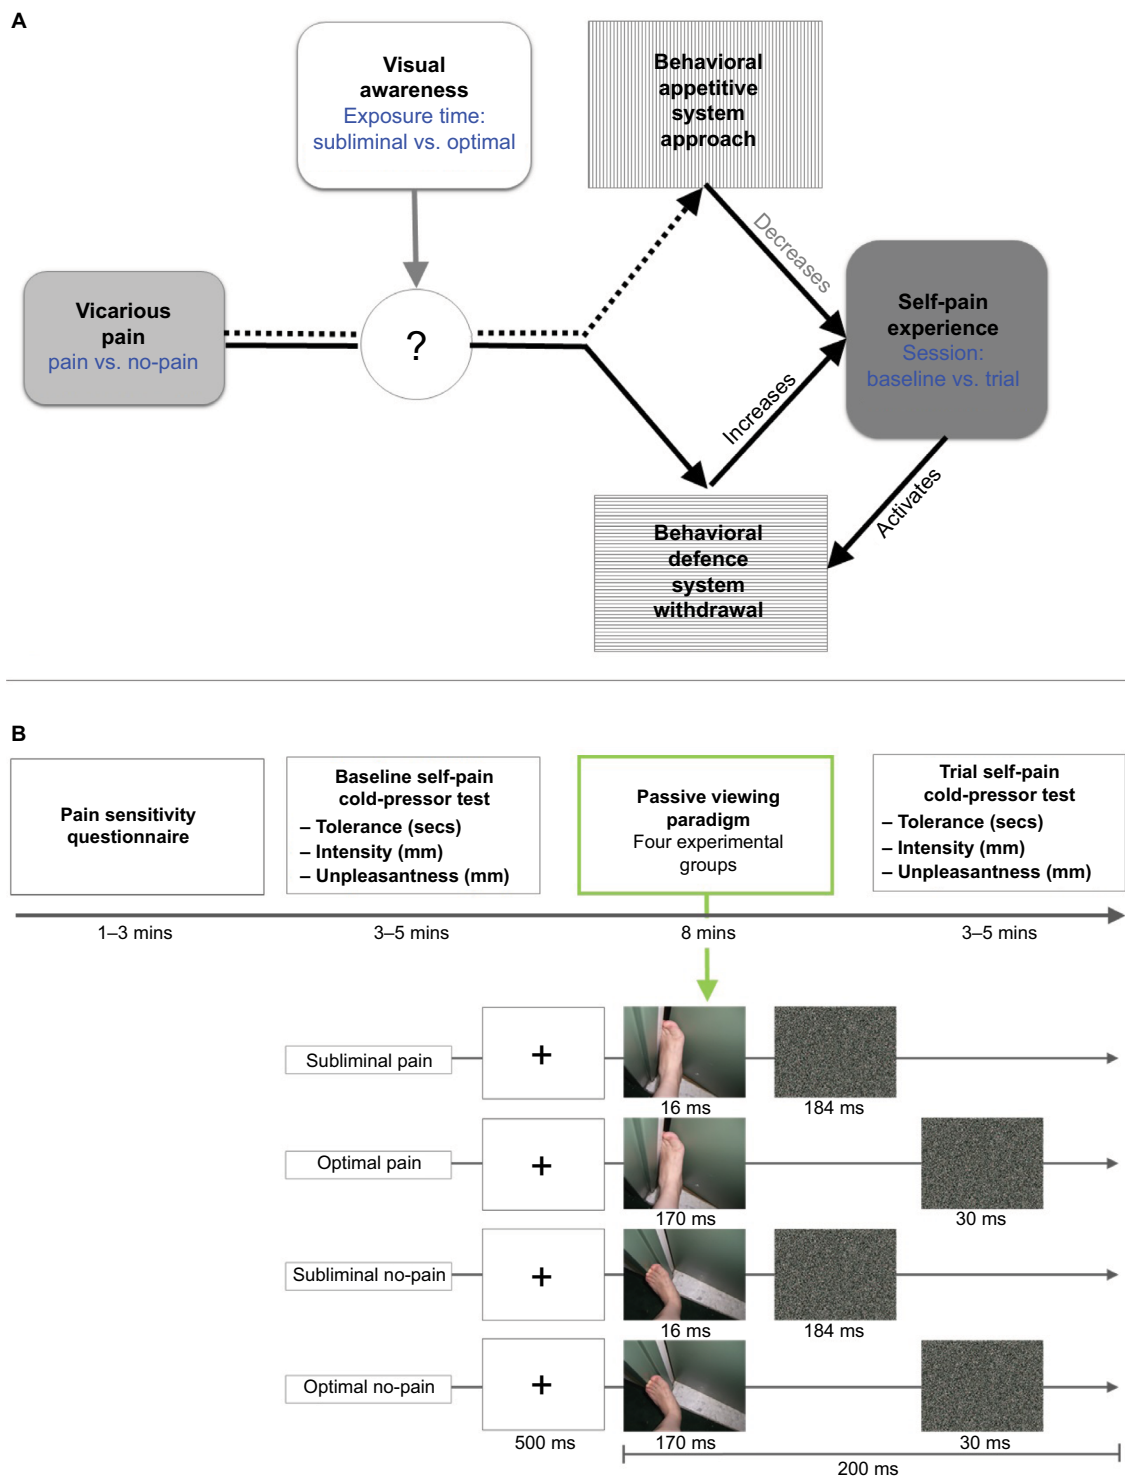 A
Visual
awareness
Exposure time:
subliminal vs. optimal
Behavioral
appetitive
system
approach
Decreases
Vicarious
pain
pain vs. no-pain
?
Self-pain
experience
Session:
baseline vs. trial
Increases
Activates
Behavioral
defence
system
withdrawal
B
Pain sensitivity
questionnaire
Baseline self-pain
cold-pressor test
– Tolerance (secs)
– Intensity (mm)
– Unpleasantness (mm)
Passive viewing
paradigm
Four experimental
groups
Trial self-pain
cold-pressor test
– Tolerance (secs)
– Intensity (mm)
– Unpleasantness (mm)
1–3 mins
3–5 mins
8 mins
3–5 mins
Subliminal pain
+
16 ms
184 ms
Optimal pain
+
170 ms
30 ms
Subliminal no-pain
+
16 ms
184 ms
Optimal no-pain
+
500 ms
170 ms
30 ms
200 ms